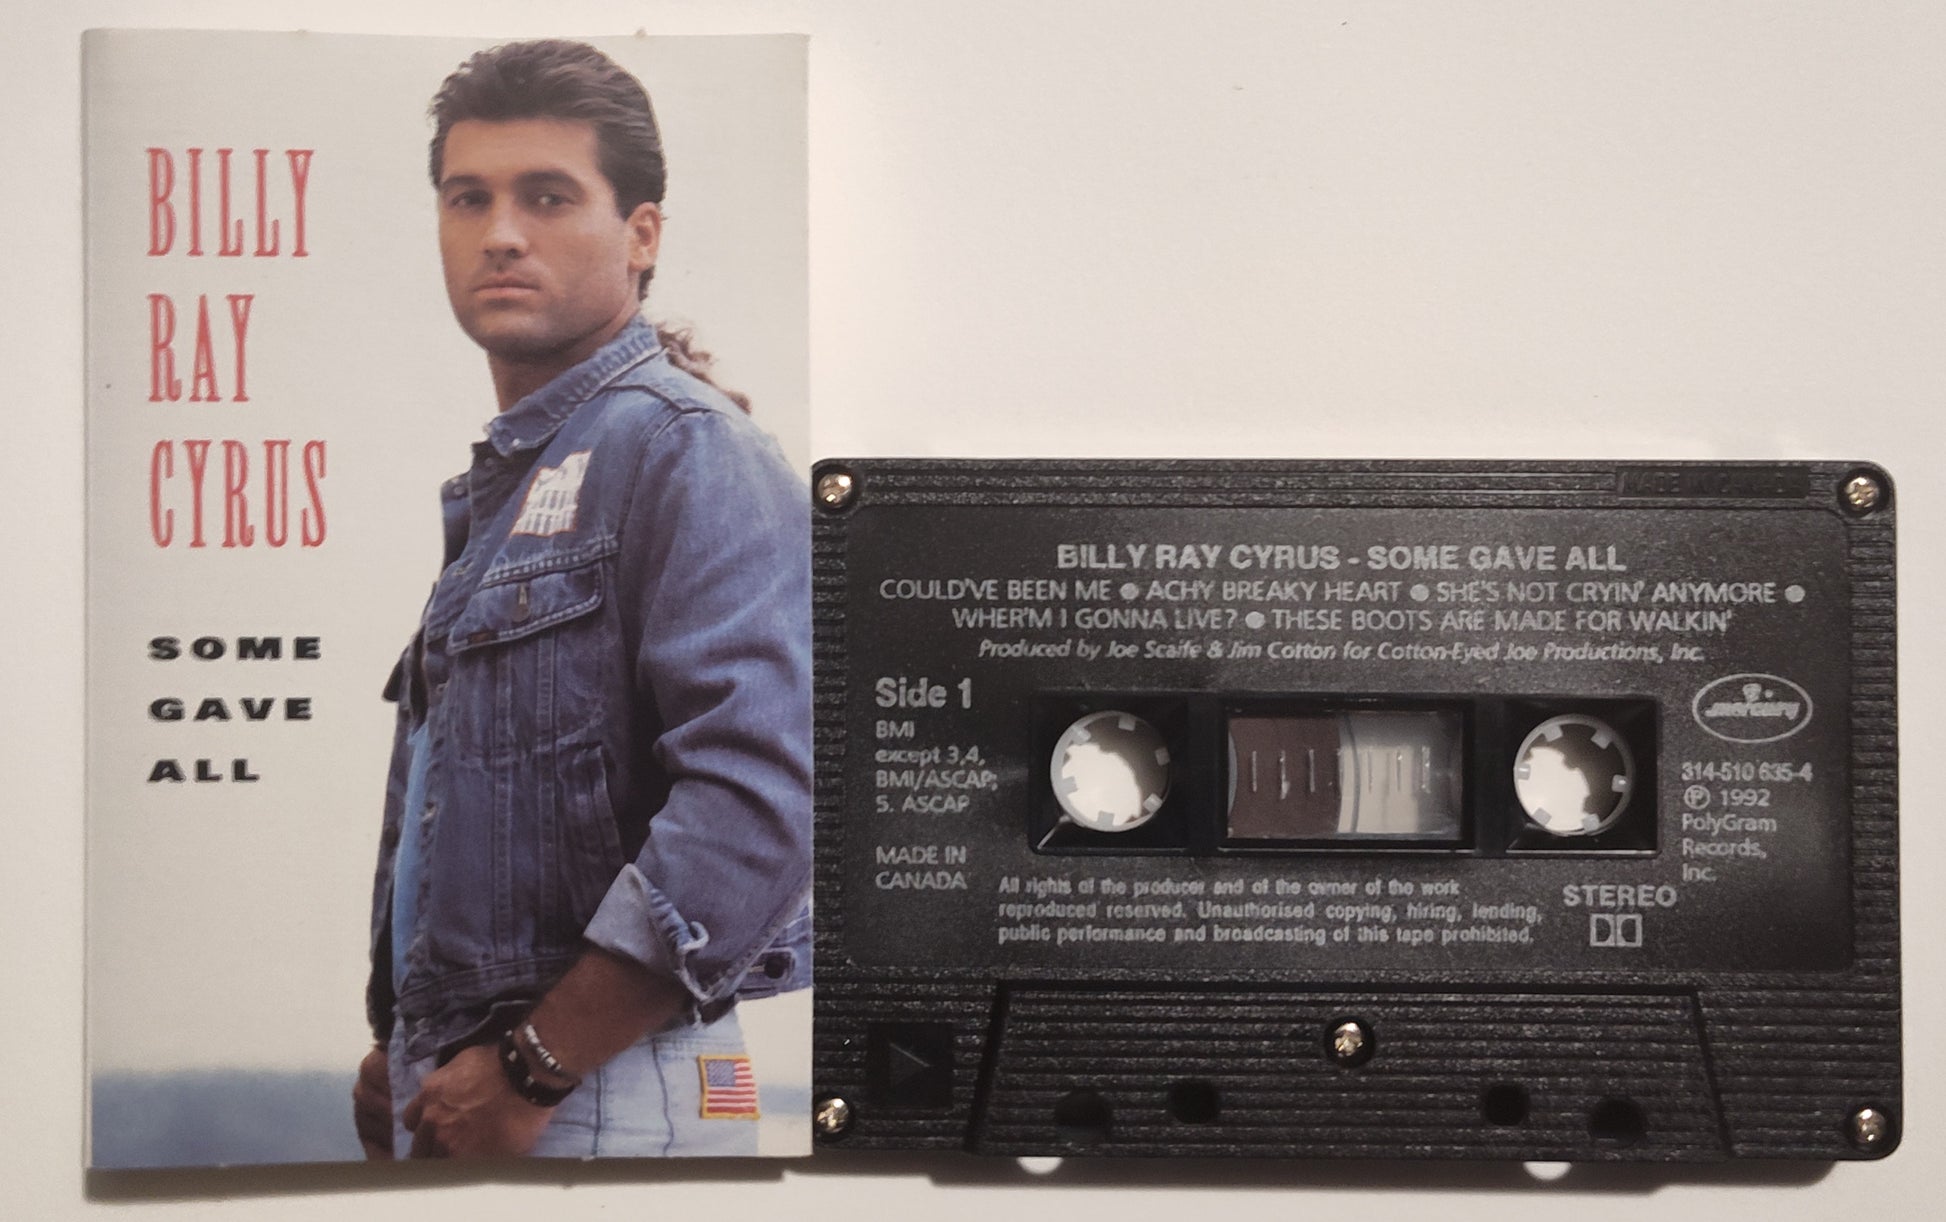 BILLY
RAY
CYRUS
SOME
GAVE
ALL
MADE IN CANADA
BILLY RAY CYRUS - SOME GAVE ALL
COULD'VE BEEN ME ● ACHY BREAKY HEART ● SHE'S NOT CRYIN' ANYMORE ●
WHER'M I GONNA LIVE? ● THESE BOOTS ARE MADE FOR WALKIN'
Produced by Joe Scaife & Jim Cotton for Cotton-Eyed Joe Productions, Inc.
Side 1
BMI
except 3,4,
BMI/ASCAP;
5. ASCAP
MADE IN
CANADA
mercury
314-510 635-4
Ⓟ 1992
PolyGram
Records,
Inc.
All rights of the producer and of the owner of the work
reproduced reserved. Unauthorised copying, hiring, lending,
public performance and broadcasting of this tape prohibited.
STEREO